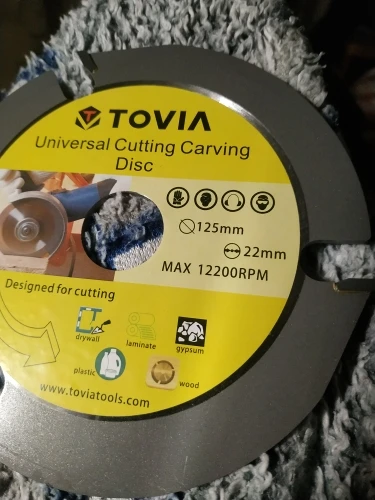 TOVIA
Universal Cutting Carving
Disc
125mm
22mm
MAX 12200RPM
Designed for cutting
drywall
laminate
gypsum
plastic
wood
www.toviatools.com